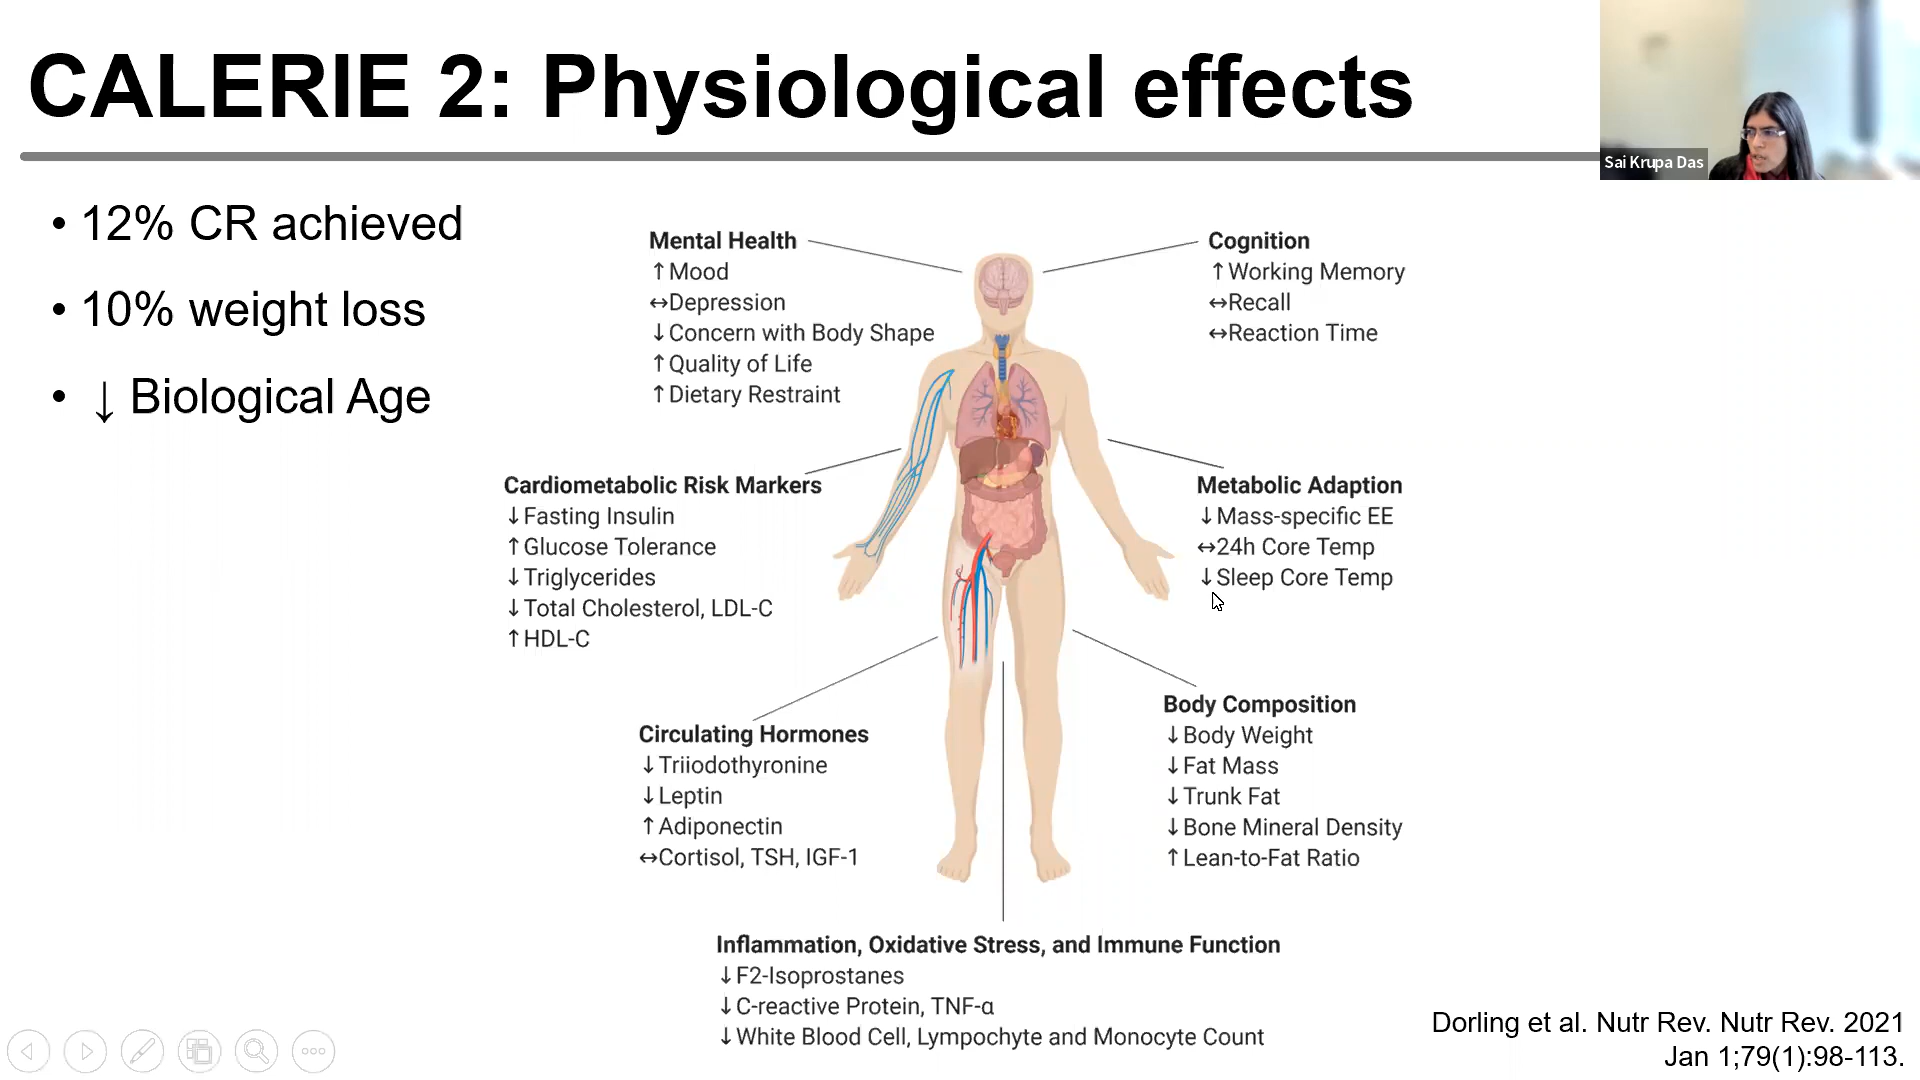 CALERIE 2: Physiological effects
Sai Krupa Das
• 12% CR achieved
• 10% weight loss
• ↓ Biological Age
Mental Health
↑Mood
↔Depression
↓Concern with Body Shape
↑Quality of Life
↑Dietary Restraint
Cognition
↑Working Memory
↔Recall
↔Reaction Time
Cardiometabolic Risk Markers
↓Fasting Insulin
↑Glucose Tolerance
↓Triglycerides
↓Total Cholesterol, LDL-C
↑HDL-C
Metabolic Adaption
↓Mass-specific EE
↔24h Core Temp
↓Sleep Core Temp
Circulating Hormones
↓Triiodothyronine
↓Leptin
↑Adiponectin
↔Cortisol, TSH, IGF-1
Body Composition
↓Body Weight
↓Fat Mass
↓Trunk Fat
↓Bone Mineral Density
↑Lean-to-Fat Ratio
Inflammation, Oxidative Stress, and Immune Function
↓F2-Isoprostanes
↓C-reactive Protein, TNF-α
↓White Blood Cell, Lympochyte and Monocyte Count
Dorling et al. Nutr Rev. Nutr Rev. 2021
Jan 1;79(1):98-113.